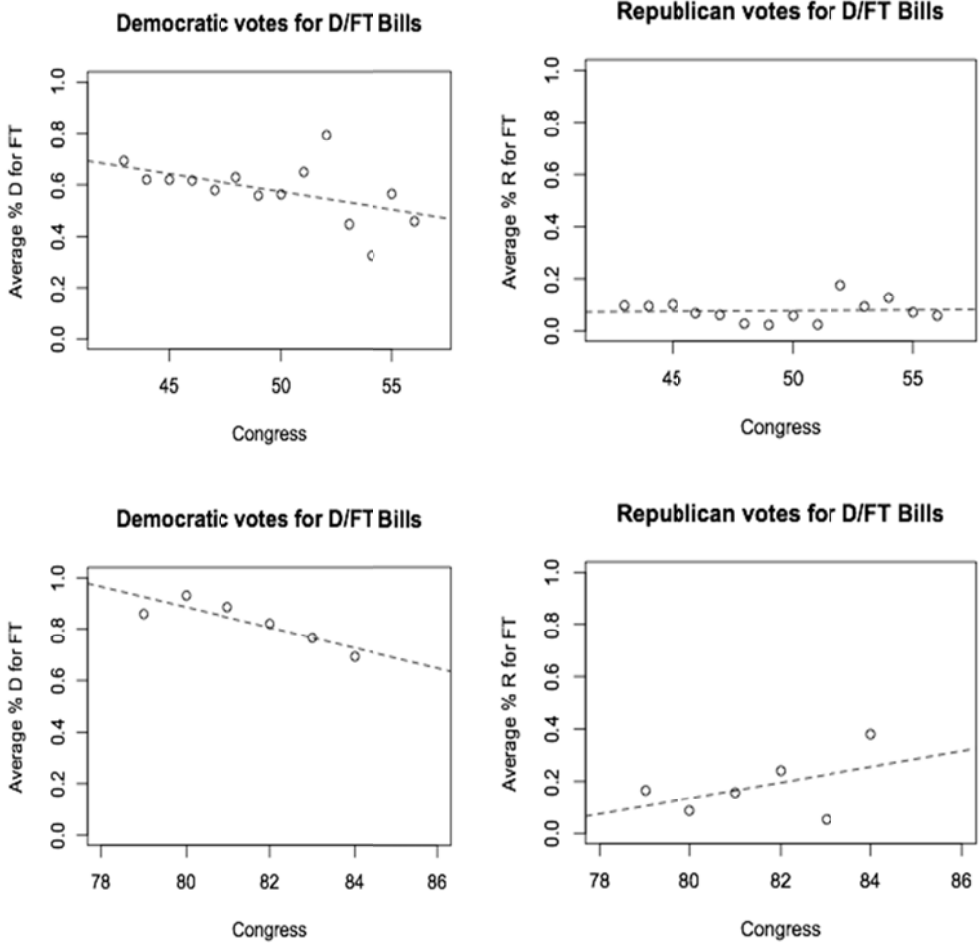 Democratic votes for D/FT Bills
Average % D for FT
1.0
0.8
0.6
0.4
0.2
0.0
45 50 55
Congress
Republican votes for D/FT Bills
Average % R for FT
1.0
0.8
0.6
0.4
0.2
0.0
45 50 55
Congress
Democratic votes for D/FT Bills
Average % D for FT
1.0
0.8
0.6
0.4
0.2
0.0
78 80 82 84 86
Congress
Republican votes for D/FT Bills
Average % R for FT
1.0
0.8
0.6
0.4
0.2
0.0
78 80 82 84 86
Congress